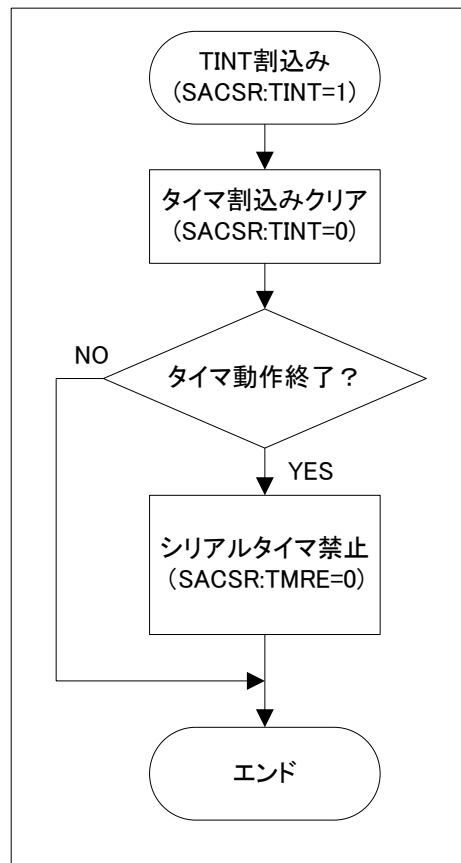 TINT割込み
(SACSR:TINT=1)
タイマ割込みクリア
(SACSR:TINT=0)
タイマ動作終了？
NO
YES
シリアルタイマ禁止
(SACSR:TMRE=0)
エンド